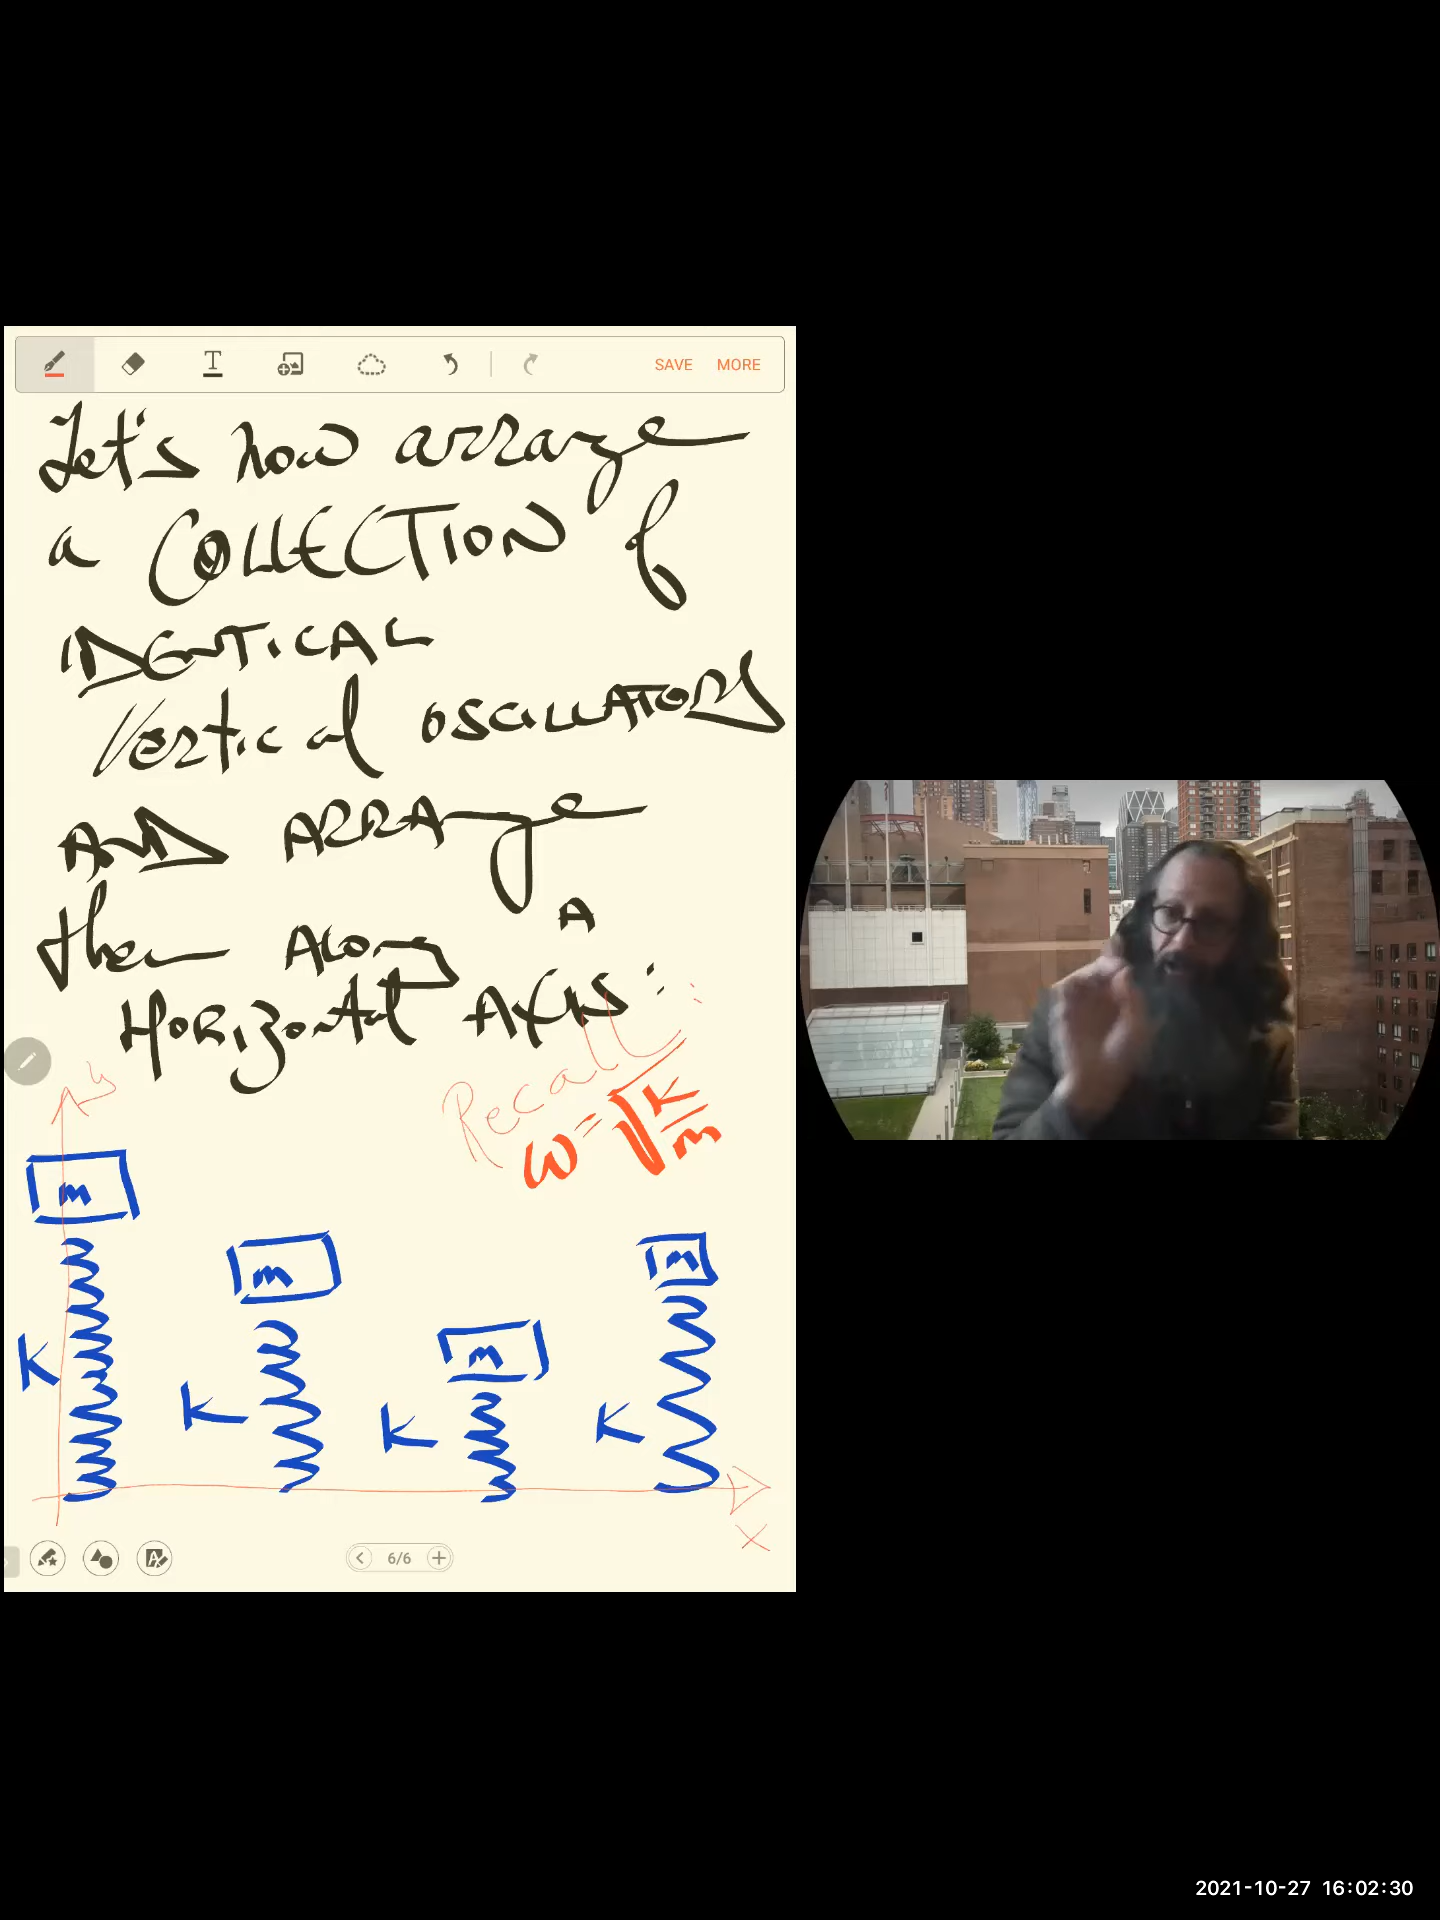 SAVE MORE
Let's now arrange
a COLLECTION of
IDENTICAL
Vertical OSCILLATORY
AND ARRAnge
them Along A
HORIZontal AXIS:
Recall:
ω = √K/m
y
m
m
m
m
K
K
K
K
x
6/6
2021-10-27 16:02:30